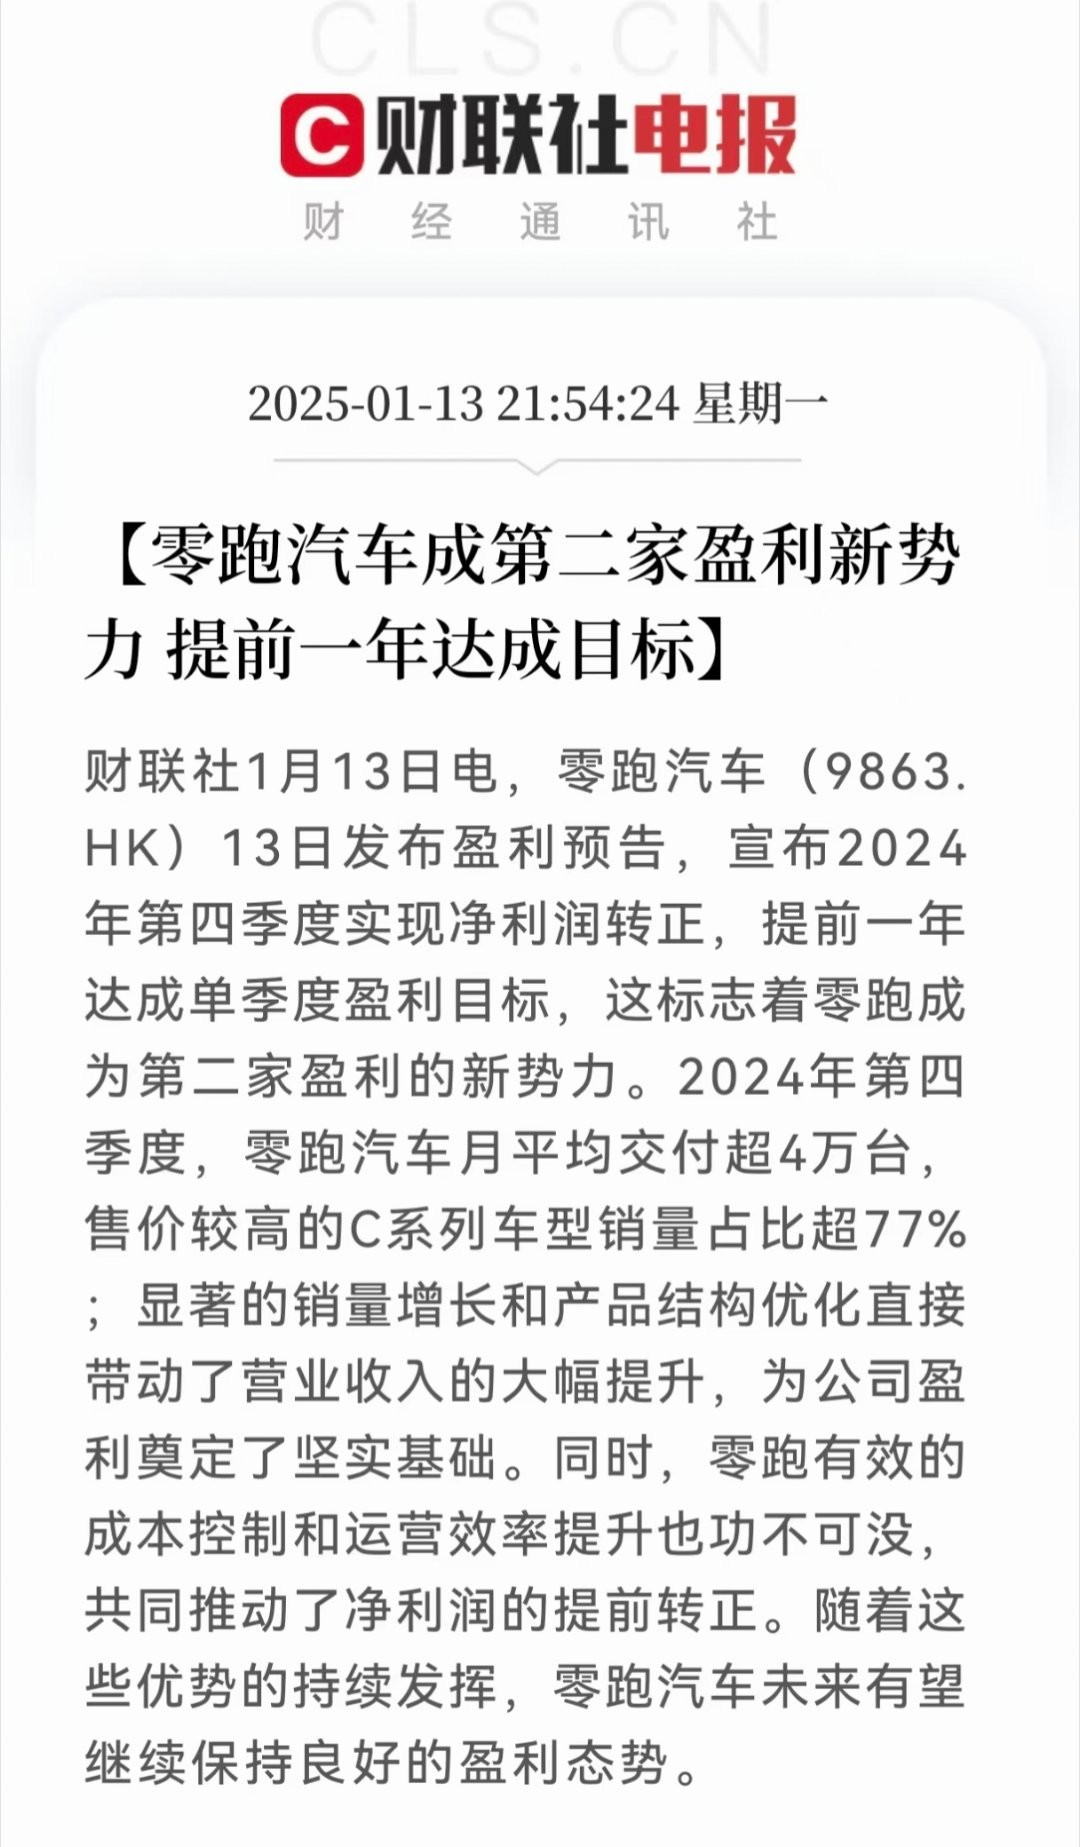 CLS.CN
C 财联社电报
财经通讯社
2025-01-13 21:54:24 星期一
【零跑汽车成第二家盈利新势
力 提前一年达成目标】
财联社1月13日电，零跑汽车（9863.
HK）13日发布盈利预告，宣布2024
年第四季度实现净利润转正，提前一年
达成单季度盈利目标，这标志着零跑成
为第二家盈利的新势力。2024年第四
季度，零跑汽车月平均交付超4万台，
售价较高的C系列车型销量占比超77%
；显著的销量增长和产品结构优化直接
带动了营业收入的大幅提升，为公司盈
利奠定了坚实基础。同时，零跑有效的
成本控制和运营效率提升也功不可没，
共同推动了净利润的提前转正。随着这
些优势的持续发挥，零跑汽车未来有望
继续保持良好的盈利态势。